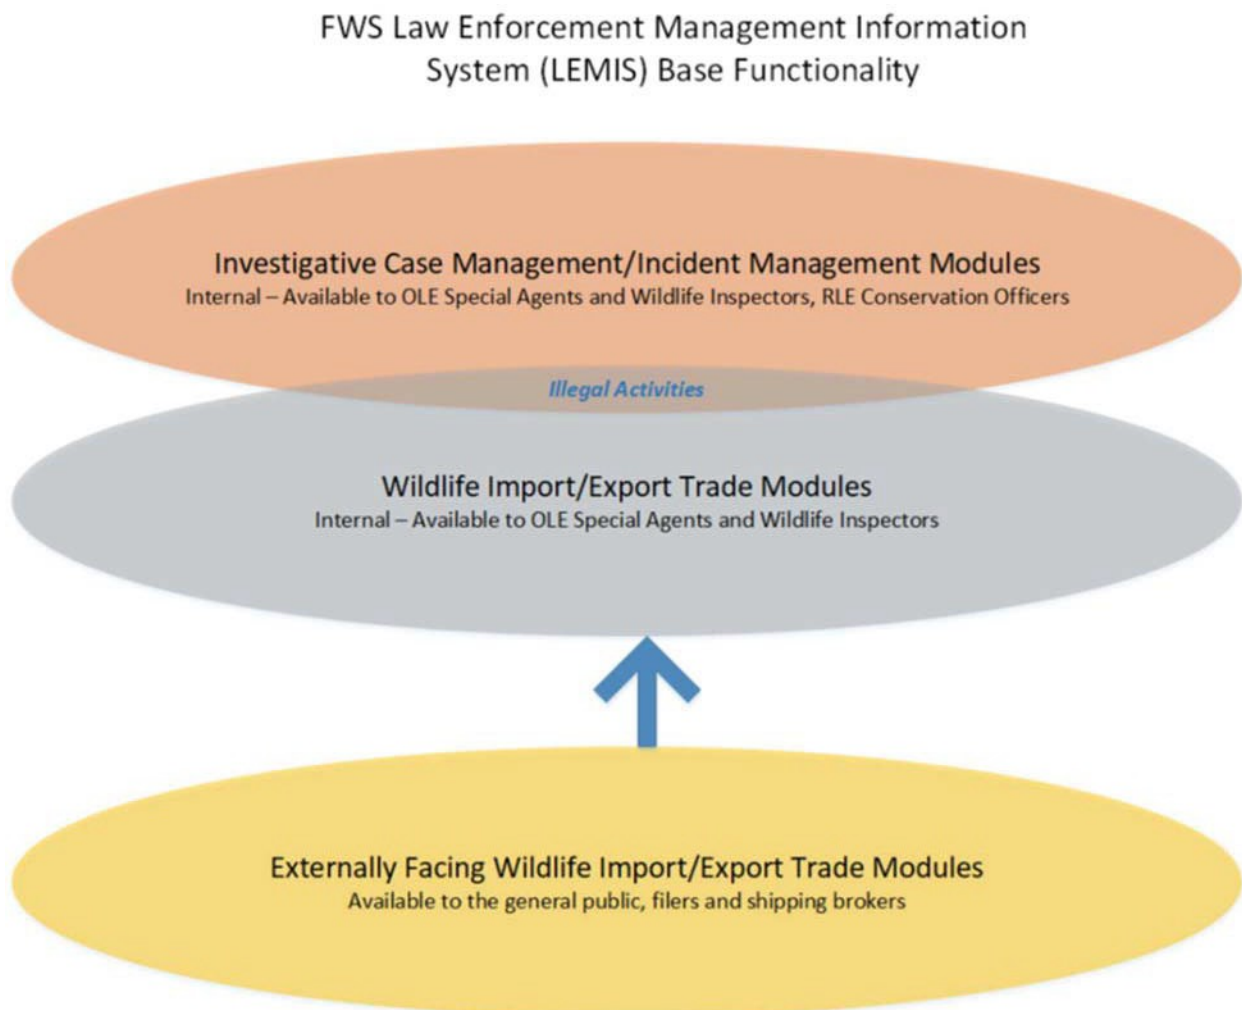 FWS Law Enforcement Management Information
System (LEMIS) Base Functionality
Investigative Case Management/Incident Management Modules
Internal – Available to OLE Special Agents and Wildlife Inspectors, RLE Conservation Officers
Illegal Activities
Wildlife Import/Export Trade Modules
Internal – Available to OLE Special Agents and Wildlife Inspectors
Externally Facing Wildlife Import/Export Trade Modules
Available to the general public, filers and shipping brokers